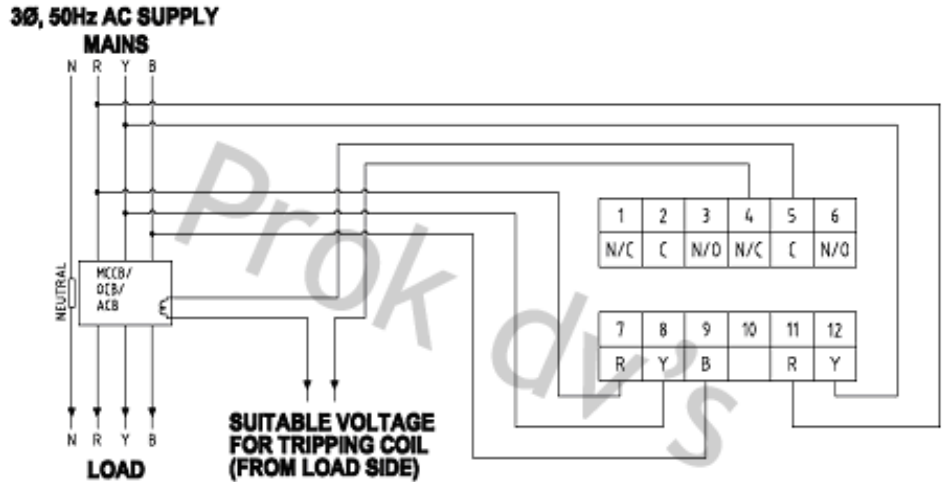 3Ø, 50Hz AC SUPPLY
MAINS
N R Y B
1 2 3 4 5 6
N/C C N/O N/C C N/O
NEUTRAL
MCCB/
OCB/
ACB
7 8 9 10 11 12
R Y B R Y
N R Y B
LOAD
SUITABLE VOLTAGE
FOR TRIPPING COIL
(FROM LOAD SIDE)
Prok dv's